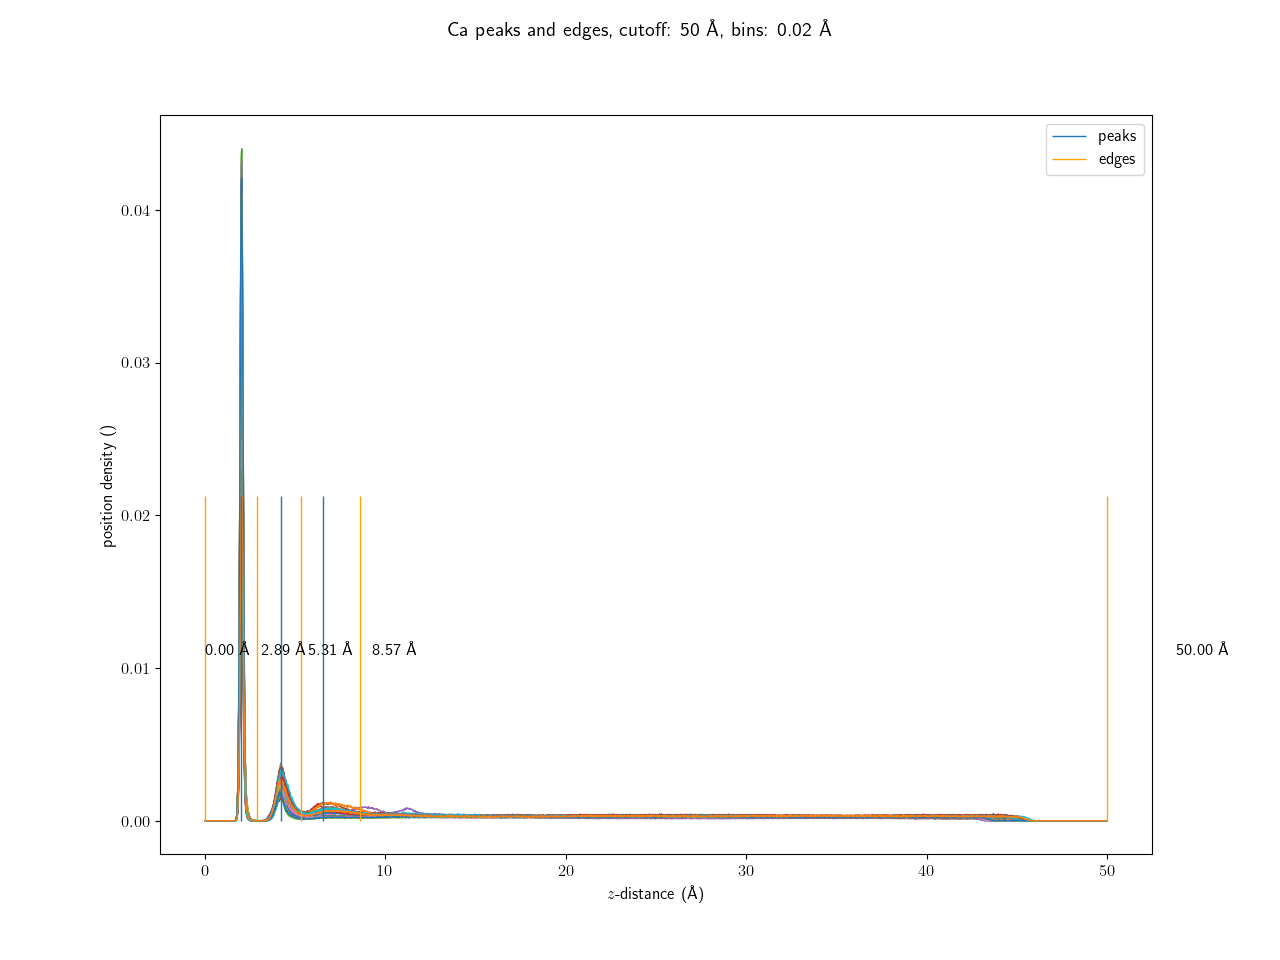 Ca peaks and edges, cutoff: 50 Å, bins: 0.02 Å
peaks
edges
0.04
0.03
0.02
0.01
0.00
position density ()
0.00 Å 2.89 Å 5.31 Å 8.57 Å 50.00 Å
0 10 20 30 40 50
z-distance (Å)